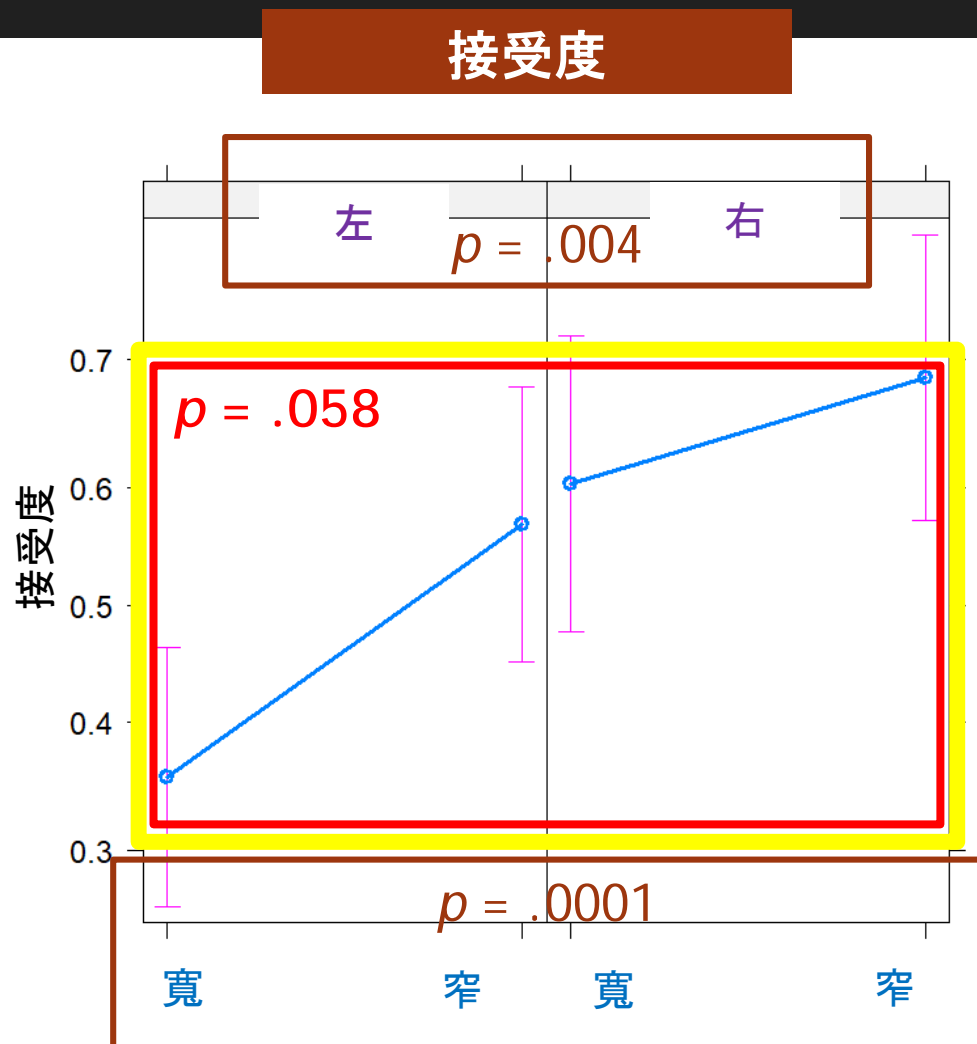 接受度
左
右
p = .004
p = .058
接受度
0.7
0.6
0.5
0.4
0.3
p = .0001
寬 窄 寬 窄